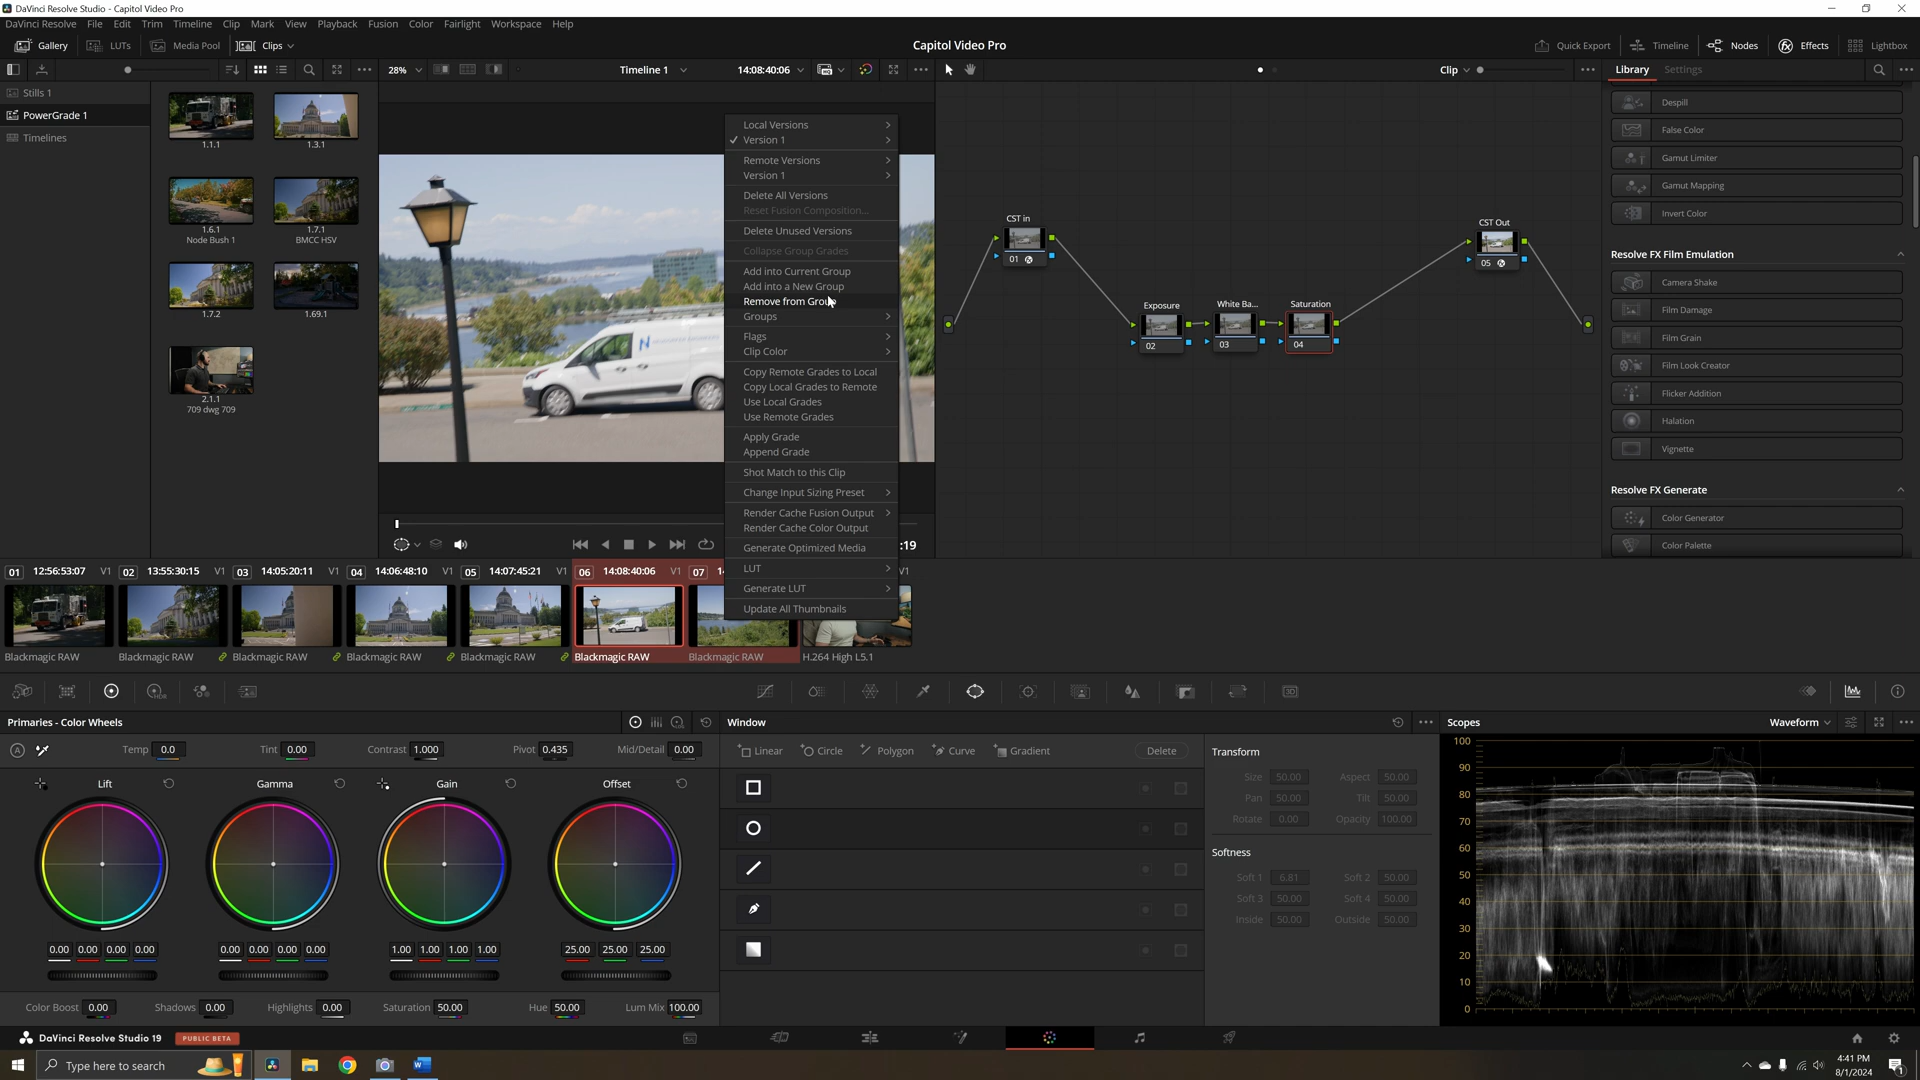 DaVinci Resolve Studio - Capitol Video Pro
DaVinci Resolve File Edit Trim Timeline Clip Mark View Playback Fusion Color Fairlight Workspace Help
Gallery LUTs Media Pool Clips Capitol Video Pro Quick Export Timeline Nodes Effects Lightbox
28% Timeline 1 14:08:40:06 Clip Library Settings
Stills 1
PowerGrade 1
Timelines
1.1.1 1.3.1
1.6.1 1.7.1
Node Bush 1 BMCC HSV
1.7.2 1.69.1
2.1.1
709 dwg 709
Local Versions
Version 1
Remote Versions
Version 1
Delete All Versions
Reset Fusion Composition...
Delete Unused Versions
Collapse Group Grades
Add into Current Group
Add into a New Group
Remove from Group
Groups
Flags
Clip Color
Copy Remote Grades to Local
Copy Local Grades to Remote
Use Local Grades
Use Remote Grades
Apply Grade
Append Grade
Shot Match to this Clip
Change Input Sizing Preset
Render Cache Fusion Output
Render Cache Color Output
Generate Optimized Media
LUT
Generate LUT
Update All Thumbnails
:19
CST in
01
Exposure
02
White Ba...
03
Saturation
04
CST Out
05
Despill
False Color
Gamut Limiter
Gamut Mapping
Invert Color
Resolve FX Film Emulation
Camera Shake
Film Damage
Film Grain
Film Look Creator
Flicker Addition
Halation
Vignette
Resolve FX Generate
Color Generator
Color Palette
01 12:56:53:07 V1 02 13:55:30:15 V1 03 14:05:20:11 V1 04 14:06:48:10 V1 05 14:07:45:21 V1 06 14:08:40:06 V1 07 V1
Blackmagic RAW Blackmagic RAW Blackmagic RAW Blackmagic RAW Blackmagic RAW Blackmagic RAW Blackmagic RAW H.264 High L5.1
Primaries - Color Wheels Window Scopes Waveform
A Temp 0.0 Tint 0.00 Contrast 1.000 Pivot 0.435 Mid/Detail 0.00
Lift Gamma Gain Offset
0.00 0.00 0.00 0.00 0.00 0.00 0.00 0.00 1.00 1.00 1.00 1.00 25.00 25.00 25.00
Color Boost 0.00 Shadows 0.00 Highlights 0.00 Saturation 50.00 Hue 50.00 Lum Mix 100.00
Linear Circle Polygon Curve Gradient Delete
Transform
Size 50.00 Aspect 50.00
Pan 50.00 Tilt 50.00
Rotate 0.00 Opacity 100.00
Softness
Soft 1 6.81 Soft 2 50.00
Soft 3 50.00 Soft 4 50.00
Inside 50.00 Outside 50.00
100
90
80
70
60
50
40
30
20
10
0
DaVinci Resolve Studio 19 PUBLIC BETA
Type here to search
4:41 PM
8/1/2024